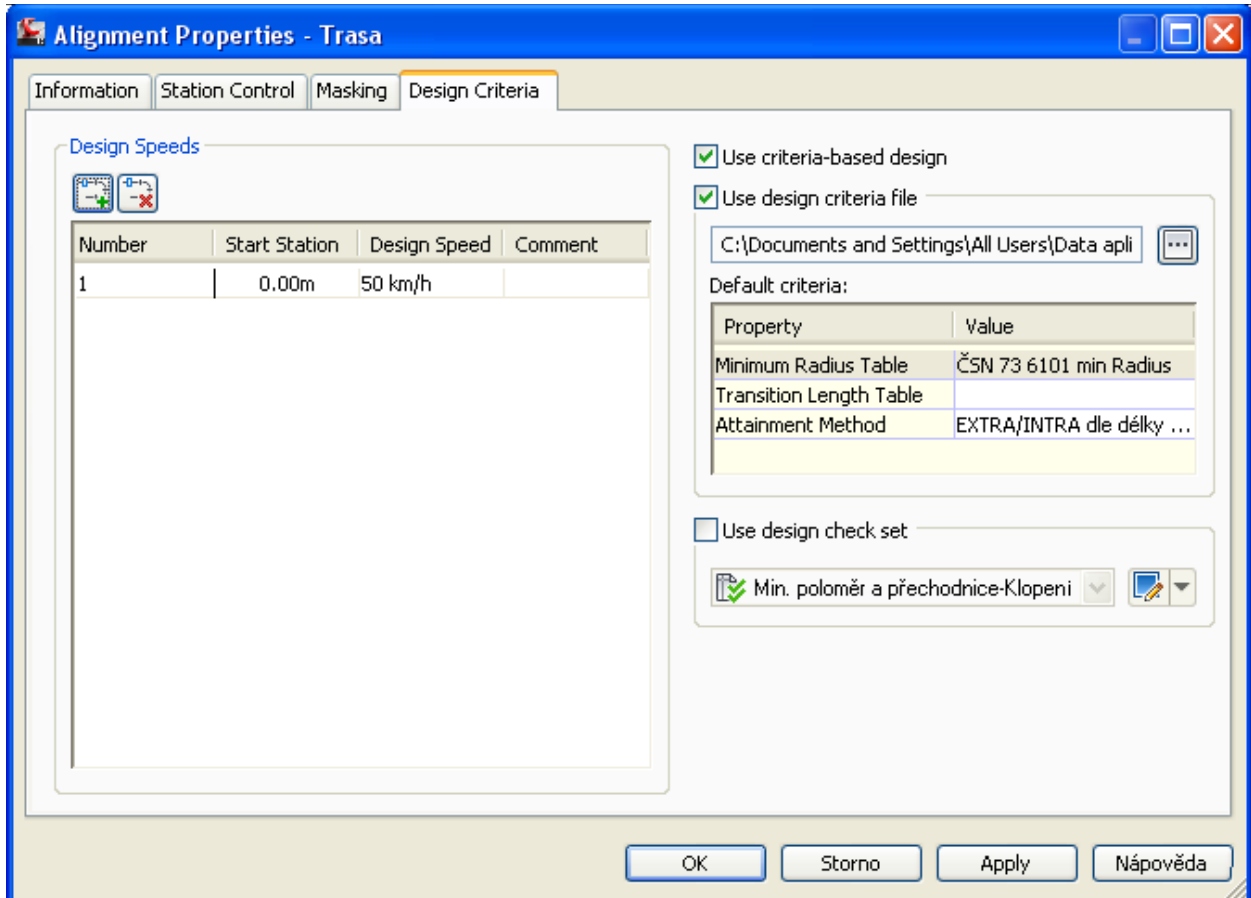 Alignment Properties - Trasa
Information Station Control Masking Design Criteria
Design Speeds
Number Start Station Design Speed Comment
1 0.00m 50 km/h
Use criteria-based design
Use design criteria file
C:\Documents and Settings\All Users\Data apli
Default criteria:
Property Value
Minimum Radius Table ČSN 73 6101 min Radius
Transition Length Table
Attainment Method EXTRA/INTRA dle délky ...
Use design check set
Min. poloměr a přechodnice-Klopeni
OK Storno Apply Nápověda